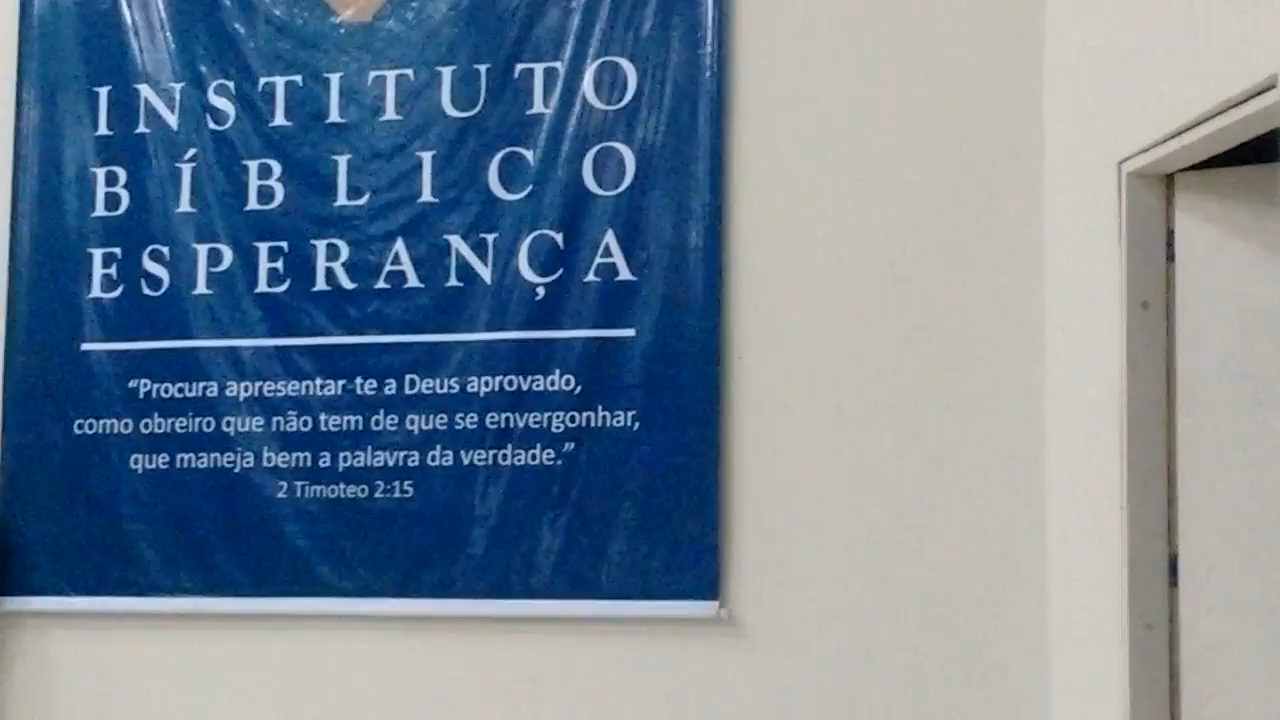 INSTITUTO
BÍBLICO
ESPERANÇA
“Procura apresentar-te a Deus aprovado,
como obreiro que não tem de que se envergonhar,
que maneja bem a palavra da verdade.”
2 Timoteo 2:15